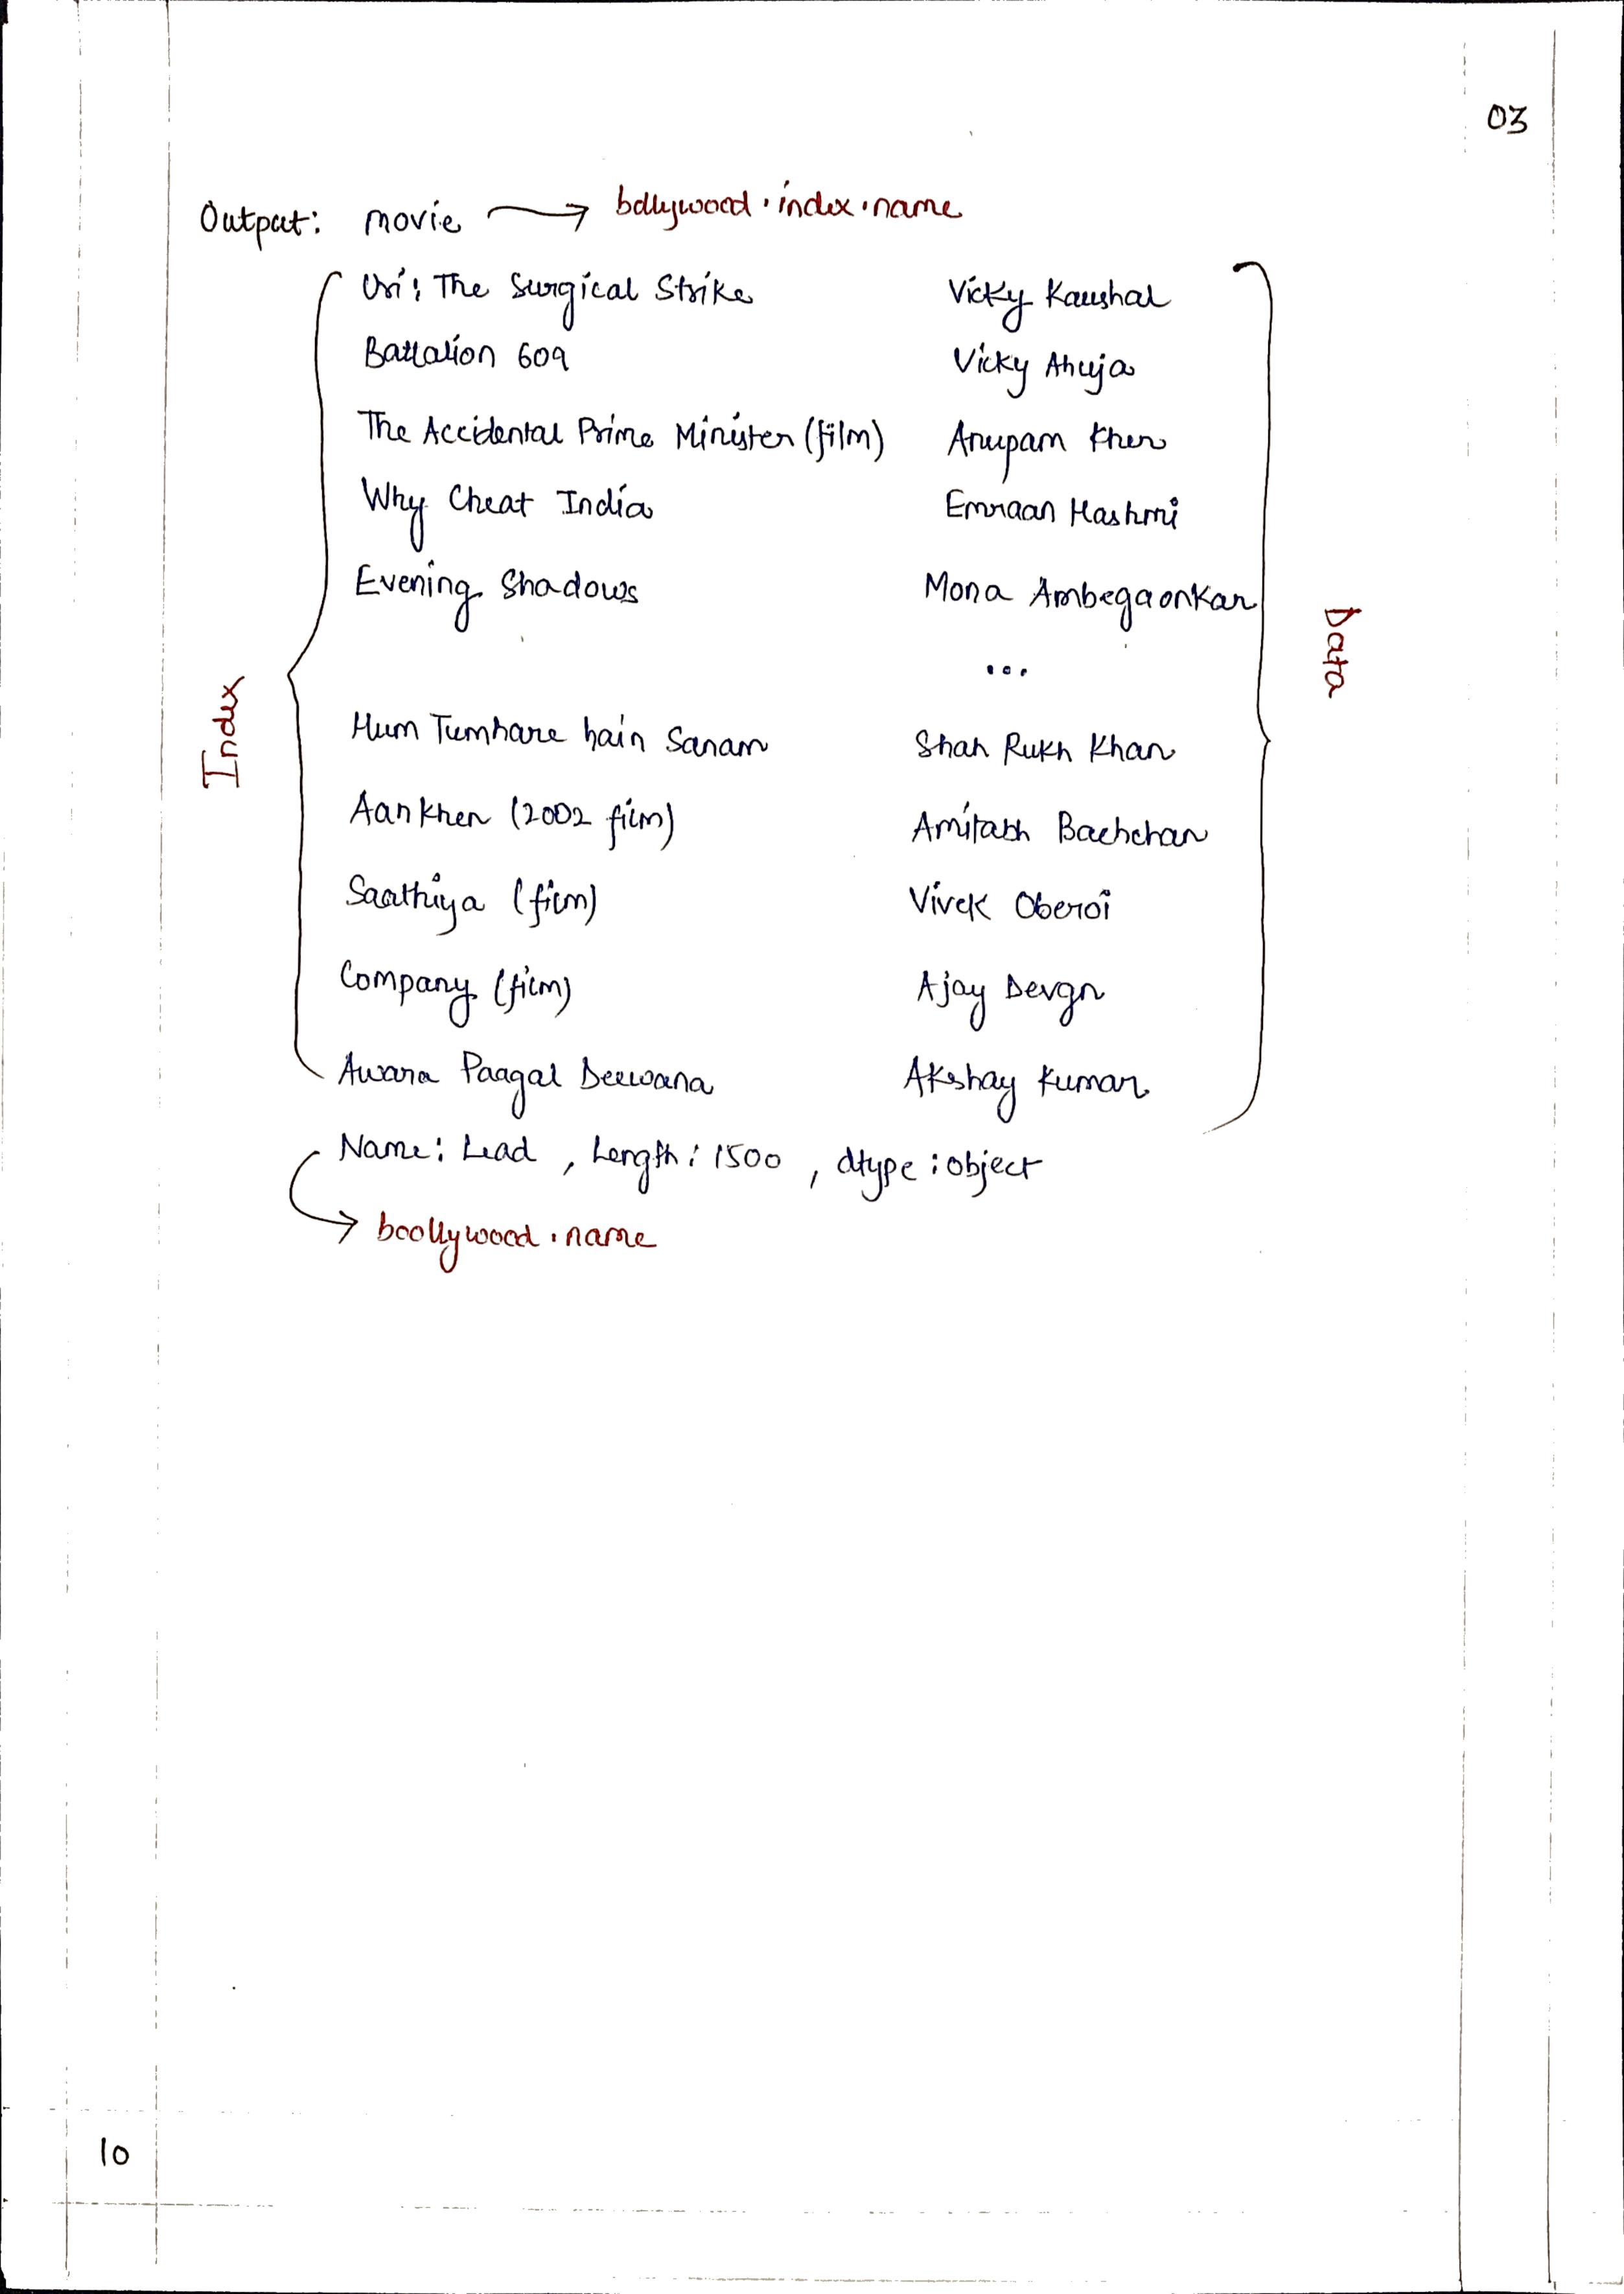 03
Output: movie → bollywood.index.name
Uri: The Surgical Strike Vicky Kaushal
Battalion 609 Vicky Ahuja
The Accidental Prime Minister (film) Anupam Kher
Why Cheat India Emraan Hashmi
Evening Shadows Mona Ambegaonkar
...
Index
Data
Hum Tumhare hain Sanam Shah Rukh Khan
Aankhen (2002 film) Amitabh Bachchan
Saathiya (film) Vivek Oberoi
Company (film) Ajay Devgn
Awara Paagal Deewana Akshay Kumar
Name: Lead, Length: 1500, dtype: object
→ boollywood.name
10